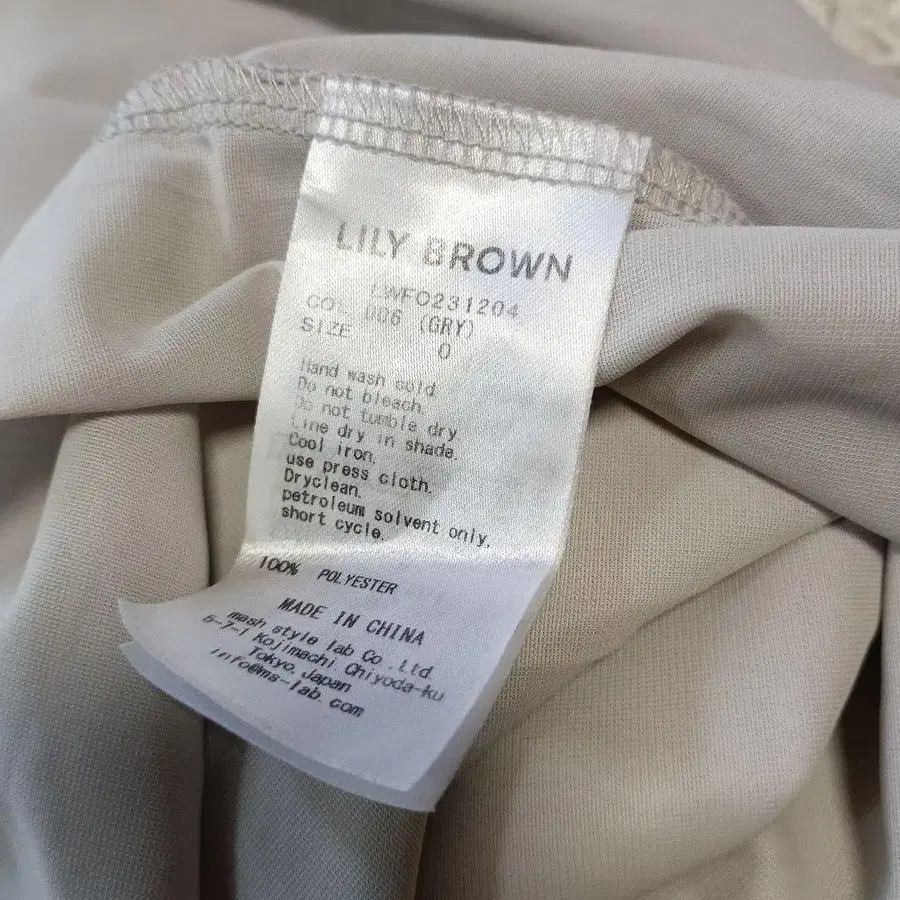 LILY BROWN
LWFO231204
COL 006 (GRY)
SIZE 0
Hand wash cold
Do not bleach.
Do not tumble dry
Line dry in shade.
Cool iron.
use press cloth.
Dryclean.
petroleum solvent only.
short cycle.
100% POLYESTER
MADE IN CHINA
mash style lab Co.,Ltd.
5-7-1 Kojimachi Chiyoda-ku
Tokyo,Japan
info@ms-lab.com